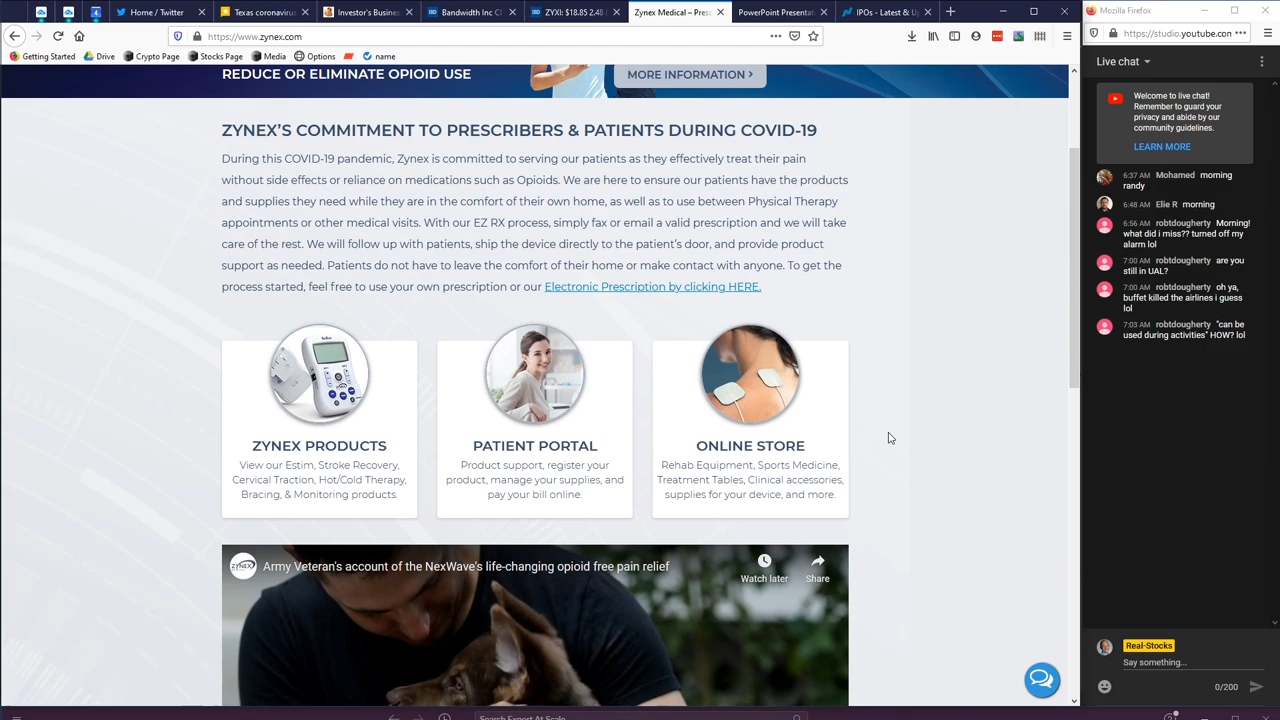 Home / Twitter
Texas coronavirus
Investor's Busines
Bandwidth Inc Cl
ZYXI: $18.85 2.48 (
Zynex Medical – Presc
PowerPoint Presentati
IPOs - Latest & U
https://www.zynex.com
Getting Started
Drive
Crypto Page
Stocks Page
Media
Options
name
REDUCE OR ELIMINATE OPIOID USE
MORE INFORMATION >
ZYNEX'S COMMITMENT TO PRESCRIBERS & PATIENTS DURING COVID-19
During this COVID-19 pandemic, Zynex is committed to serving our patients as they effectively treat their pain
without side effects or reliance on medications such as Opioids. We are here to ensure our patients have the products
and supplies they need while they are in the comfort of their own home, as well as to use between Physical Therapy
appointments or other medical visits. With our EZ RX process, simply fax or email a valid prescription and we will take
care of the rest. We will follow up with patients, ship the device directly to the patient's door, and provide product
support as needed. Patients do not have to leave the comfort of their home or make contact with anyone. To get the
process started, feel free to use your own prescription or our Electronic Prescription by clicking HERE.
ZYNEX PRODUCTS
View our Estim, Stroke Recovery,
Cervical Traction, Hot/Cold Therapy,
Bracing, & Monitoring products.
PATIENT PORTAL
Product support, register your
product, manage your supplies, and
pay your bill online.
ONLINE STORE
Rehab Equipment, Sports Medicine,
Treatment Tables, Clinical accessories,
supplies for your device, and more.
ZYNEX
Army Veteran's account of the NexWave's life-changing opioid free pain relief
Watch later
Share
Search Export At Scale
Mozilla Firefox
https://studio.youtube.con
Live chat
Welcome to live chat!
Remember to guard your
privacy and abide by our
community guidelines.
LEARN MORE
6:37 AM Mohamed morning
randy
6:48 AM Elie R morning
6:56 AM robtdougherty Morning!
what did i miss?? turned off my
alarm lol
7:00 AM robtdougherty are you
still in UAL?
7:00 AM robtdougherty oh ya,
buffet killed the airlines i guess
lol
7:03 AM robtdougherty "can be
used during activities" HOW? lol
Real-Stocks
Say something...
0/200